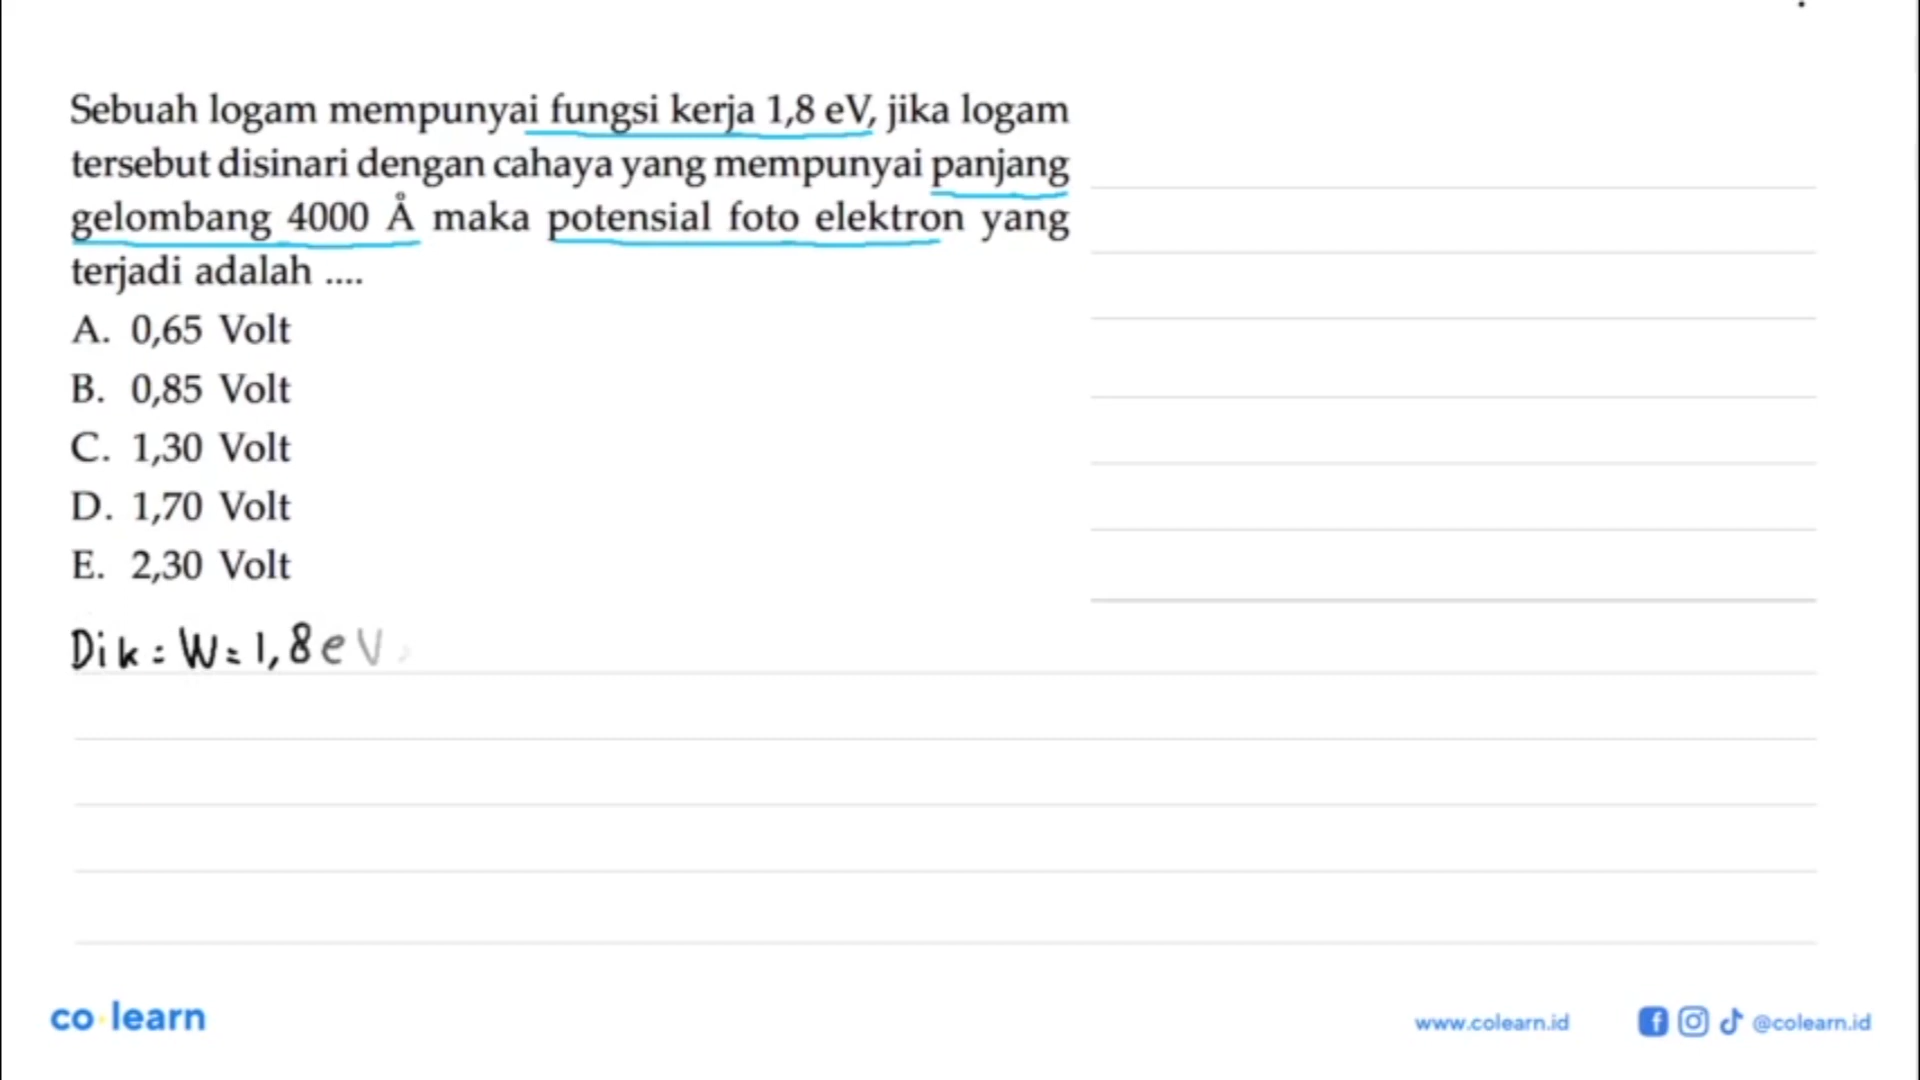 Sebuah logam mempunyai fungsi kerja 1,8 eV, jika logam
tersebut disinari dengan cahaya yang mempunyai panjang
gelombang 4000 Å maka potensial foto elektron yang
terjadi adalah ....
A. 0,65 Volt
B. 0,85 Volt
C. 1,30 Volt
D. 1,70 Volt
E. 2,30 Volt
Dik : W = 1,8 eV
co learn
www.colearn.id
@colearn.id